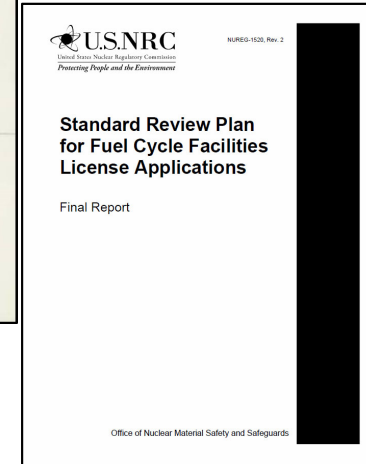 U.S.NRC
NUREG-1520, Rev. 2
United States Nuclear Regulatory Commission
Protecting People and the Environment
Standard Review Plan
for Fuel Cycle Facilities
License Applications
Final Report
Office of Nuclear Material Safety and Safeguards